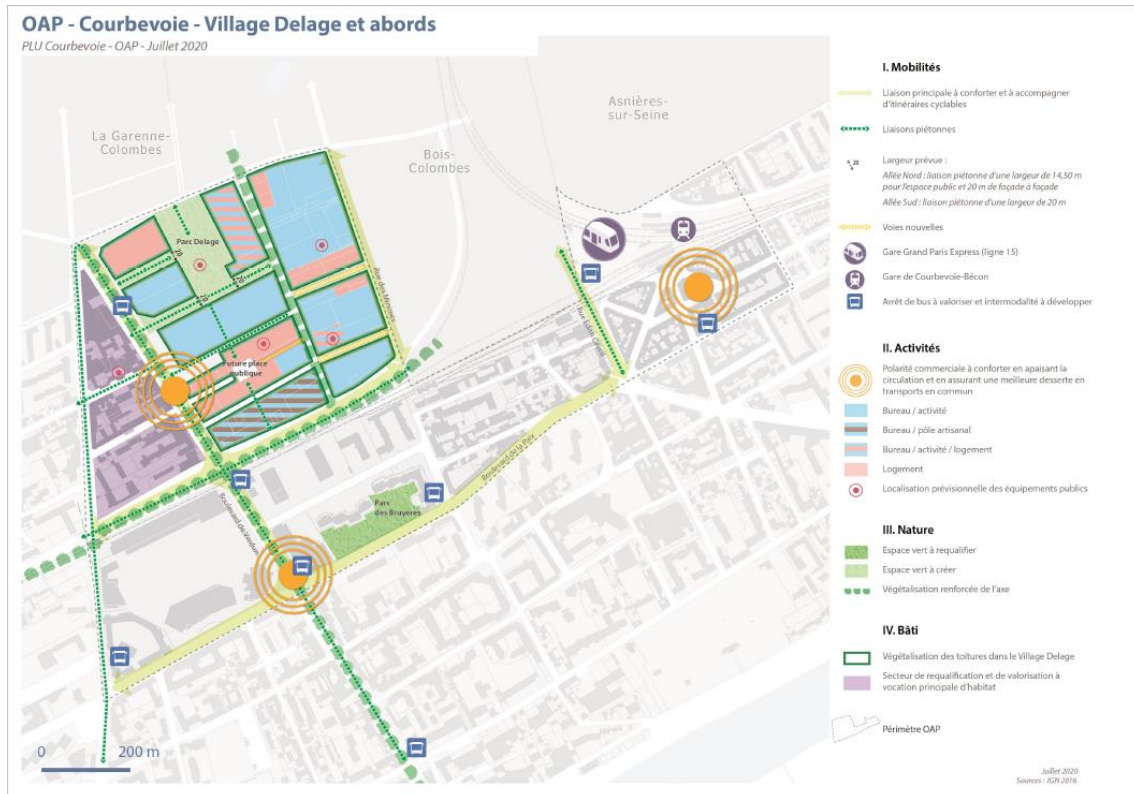 OAP - Courbevoie - Village Delage et abords
PLU Courbevoie - OAP - Juillet 2020
La Garenne-
Colombes
Bois-
Colombes
Asnières-
sur-Seine
Parc Delage
20
20
20
Rue des Minimes
Future place
publique
Boulevard de Verdun
Parc
des Bruyères
Boulevard de la Paix
0
200 m
I. Mobilités
Liaison principale à conforter et à accompagner
d'itinéraires cyclables
Liaisons piétonnes
20
Largeur prévue :
Allée Nord : liaison piétonne d'une largeur de 14,50 m
pour l'espace public et 20 m de façade à façade
Allée Sud : liaison piétonne d'une largeur de 20 m
Voies nouvelles
Gare Grand Paris Express (ligne 15)
Gare de Courbevoie-Bécon
Arrêt de bus à valoriser et intermodalité à développer
II. Activités
Polarité commerciale à conforter en apaisant la
circulation et en assurant une meilleure desserte en
transports en commun
Bureau / activité
Bureau / pôle artisanal
Bureau / activité / logement
Logement
Localisation prévisionnelle des équipements publics
III. Nature
Espace vert à requalifier
Espace vert à créer
Végétalisation renforcée de l'axe
IV. Bâti
Végétalisation des toitures dans le Village Delage
Secteur de requalification et de valorisation à
vocation principale d'habitat
Périmètre OAP
Juillet 2020
Sources : IGN 2016